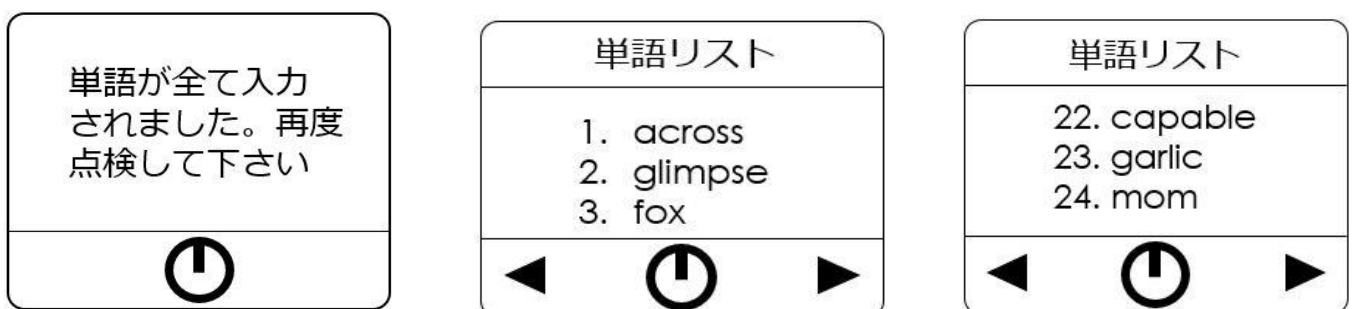 単語が全て入力
されました。再度
点検して下さい
単語リスト
1. across
2. glimpse
3. fox
単語リスト
22. capable
23. garlic
24. mom